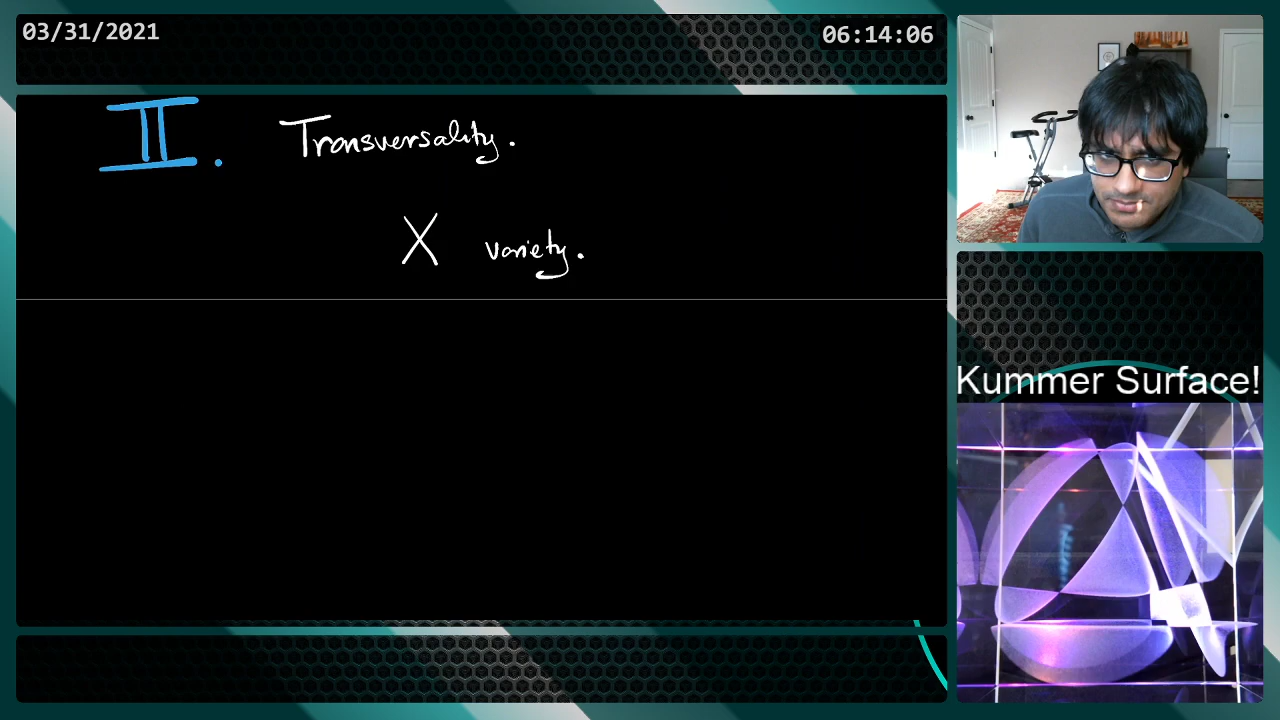 03/31/2021
06:14:06
II. Transversality.
X variety.
Kummer Surface!